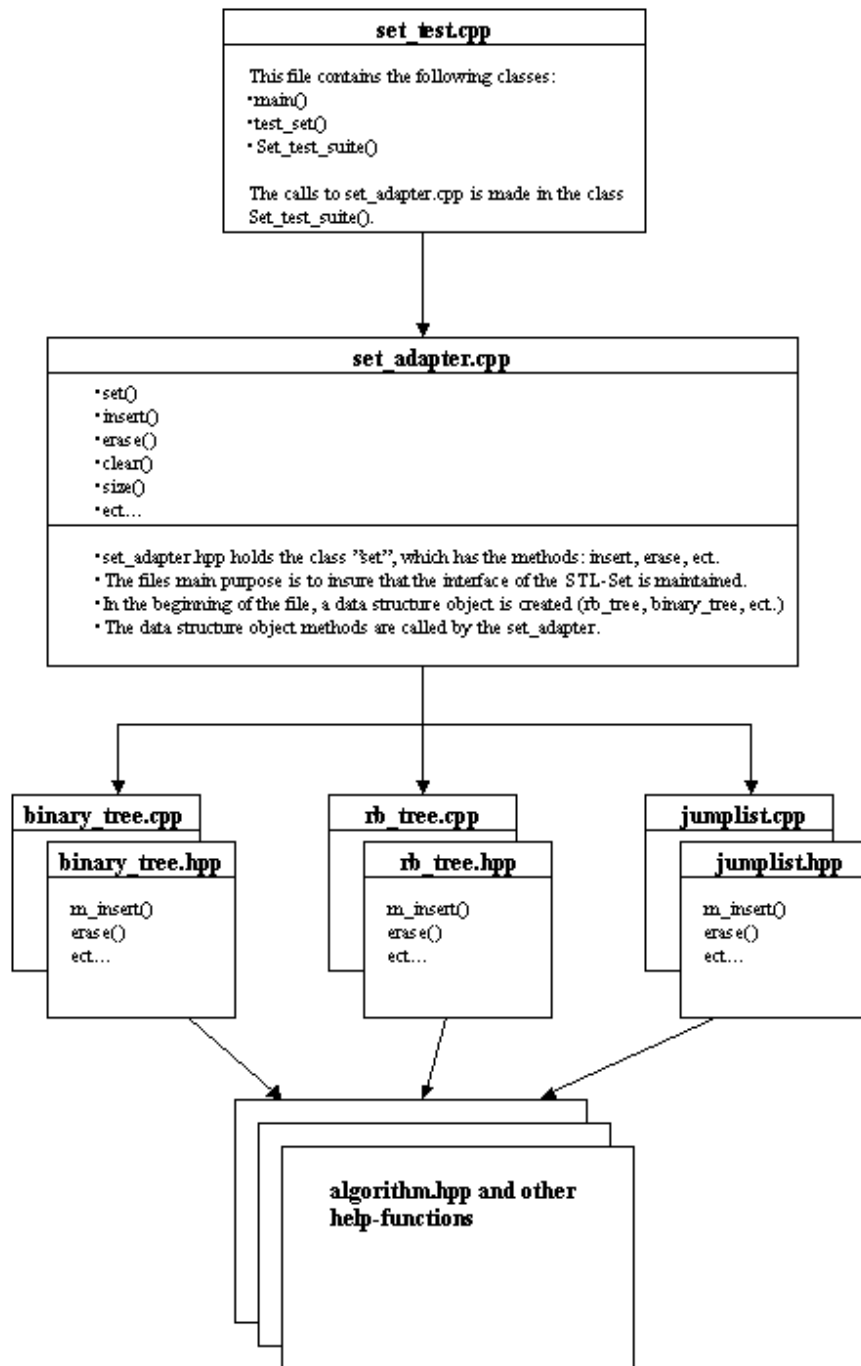 set_test.cpp
This file contains the following classes:
•main()
•test_set()
• Set_test_suite()
The calls to set_adapter.cpp is made in the class
Set_test_suite().
set_adapter.cpp
•set()
•insert()
•erase()
•clear()
•size()
•ect...
•set_adapter.hpp holds the class ”set”, which has the methods: insert, erase, ect.
• The files main purpose is to insure that the interface of the STL-Set is maintained.
•In the beginning of the file, a data structure object is created (rb_tree, binary_tree, ect.)
• The data structure object methods are called by the set_adapter.
binary_tree.cpp
binary_tree.hpp
m_insert()
erase()
ect...
rb_tree.cpp
rb_tree.hpp
m_insert()
erase()
ect...
jumplist.cpp
jumplist.hpp
m_insert()
erase()
ect...
algorithm.hpp and other
help-functions